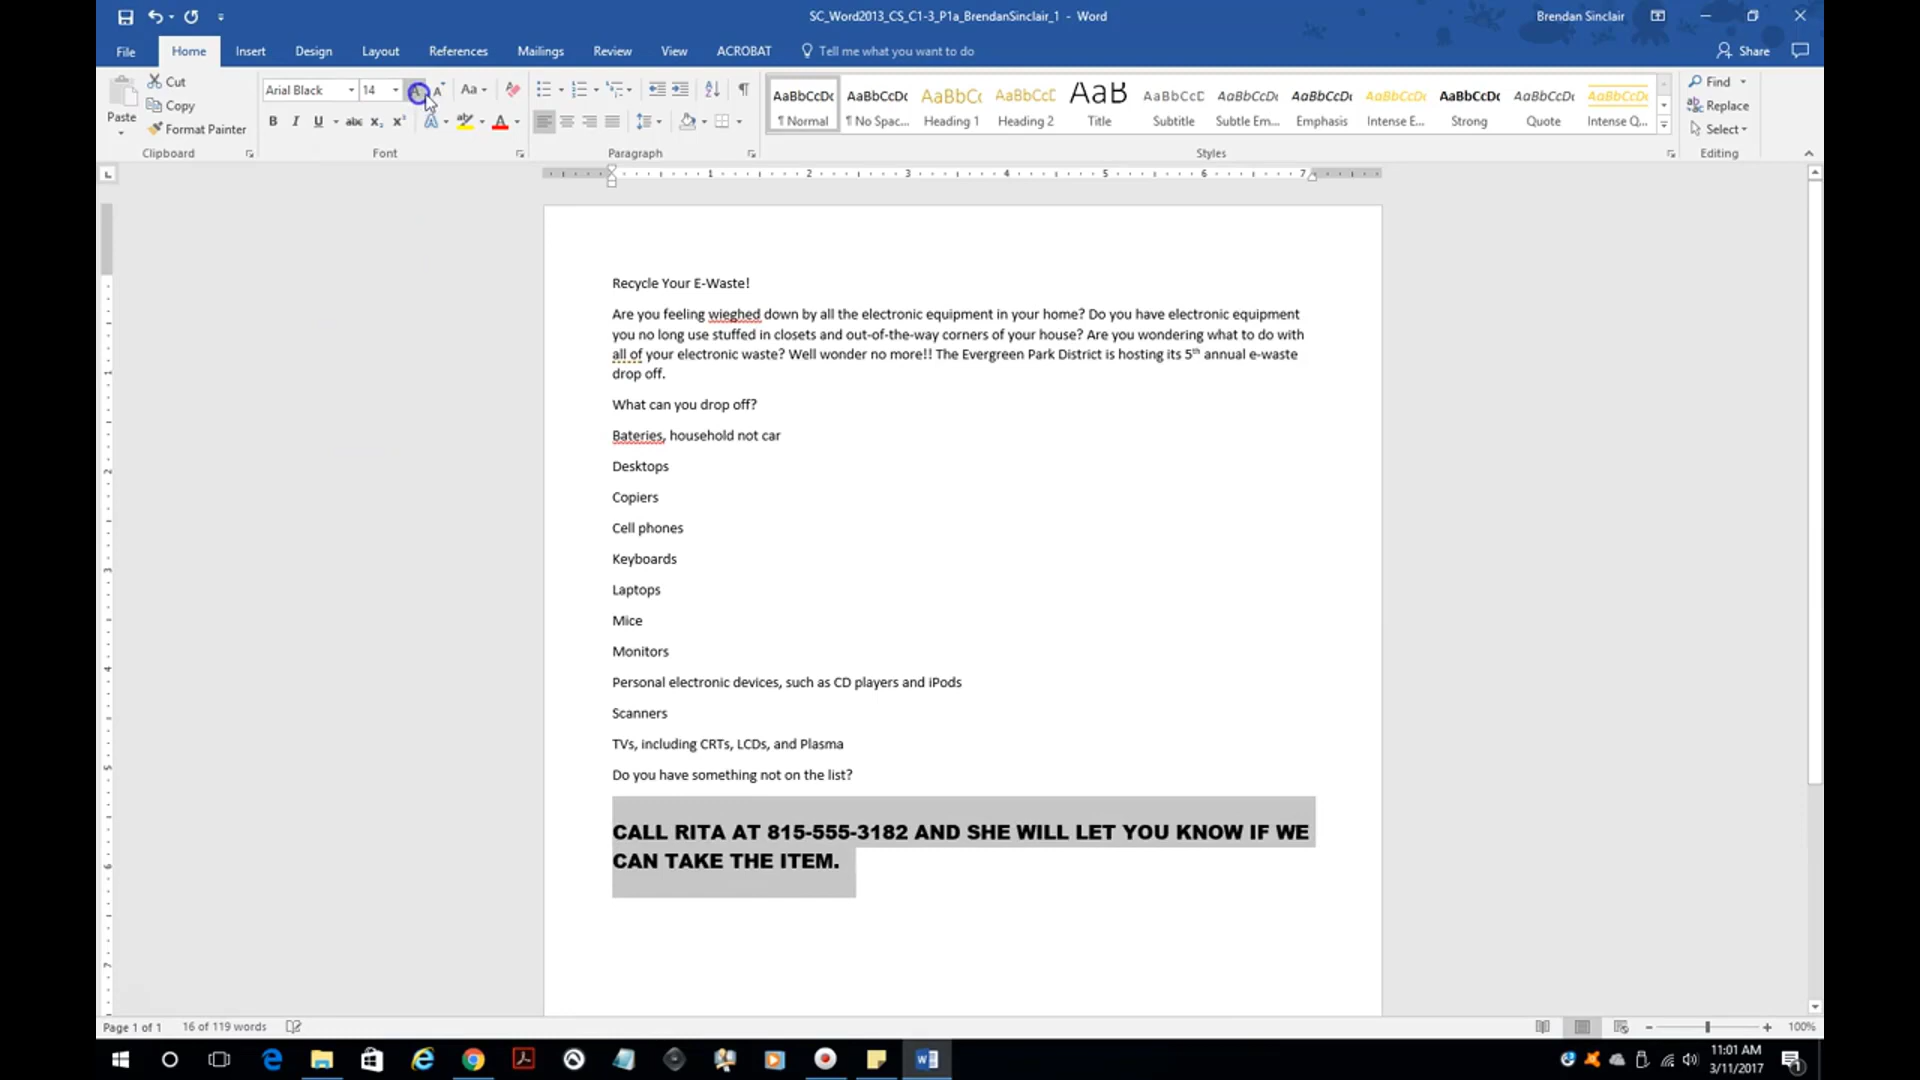 SC_Word2013_CS_C1-3_P1a_BrendanSinclair_1 - Word
Brendan Sinclair
File Home Insert Design Layout References Mailings Review View ACROBAT Tell me what you want to do
Share
Cut
Copy
Paste
Format Painter
Clipboard
Arial Black 14
Font
Paragraph
AaBbCcDc AaBbCcDc AaBbCc AaBbCcC AaB AaBbCcC AaBbCcDc AaBbCcDc AaBbCcDc AaBbCcDc AaBbCcDc AaBbCcDc
¶ Normal ¶ No Spac... Heading 1 Heading 2 Title Subtitle Subtle Em... Emphasis Intense E... Strong Quote Intense Q...
Styles
Find
Replace
Select
Editing
1 2 3 4 5 6 7
Recycle Your E-Waste!
Are you feeling wieghed down by all the electronic equipment in your home? Do you have electronic equipment
you no long use stuffed in closets and out-of-the-way corners of your house? Are you wondering what to do with
all of your electronic waste? Well wonder no more!! The Evergreen Park District is hosting its 5th annual e-waste
drop off.
What can you drop off?
Bateries, household not car
Desktops
Copiers
Cell phones
Keyboards
Laptops
Mice
Monitors
Personal electronic devices, such as CD players and iPods
Scanners
TVs, including CRTs, LCDs, and Plasma
Do you have something not on the list?
CALL RITA AT 815-555-3182 AND SHE WILL LET YOU KNOW IF WE
CAN TAKE THE ITEM.
Page 1 of 1 16 of 119 words
100%
11:01 AM
3/11/2017